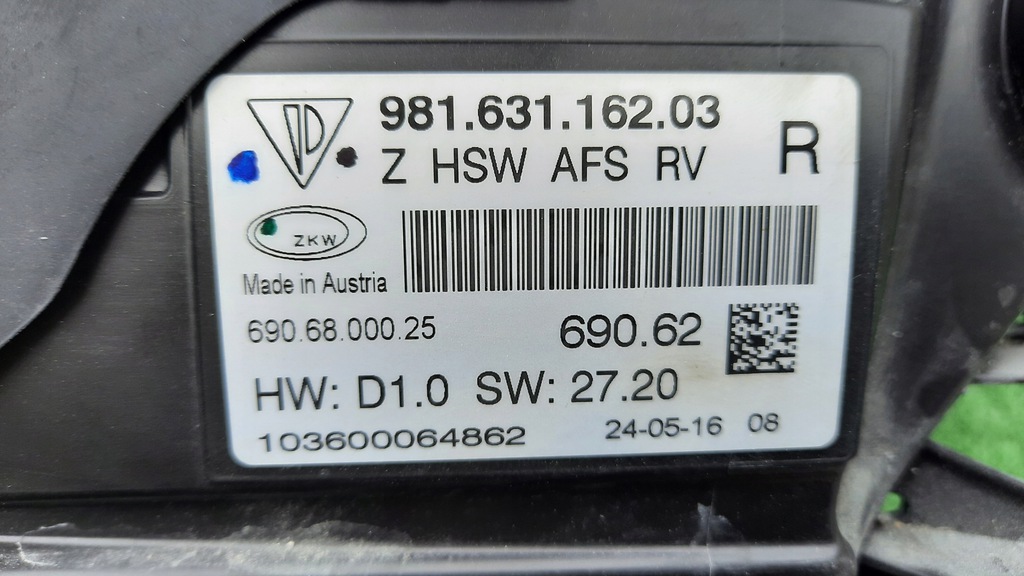 981.631.162.03
Z HSW AFS RV
R
ZKW
Made in Austria
690.68.000.25
690.62
HW: D1.0 SW: 27.20
103600064862
24-05-16 08